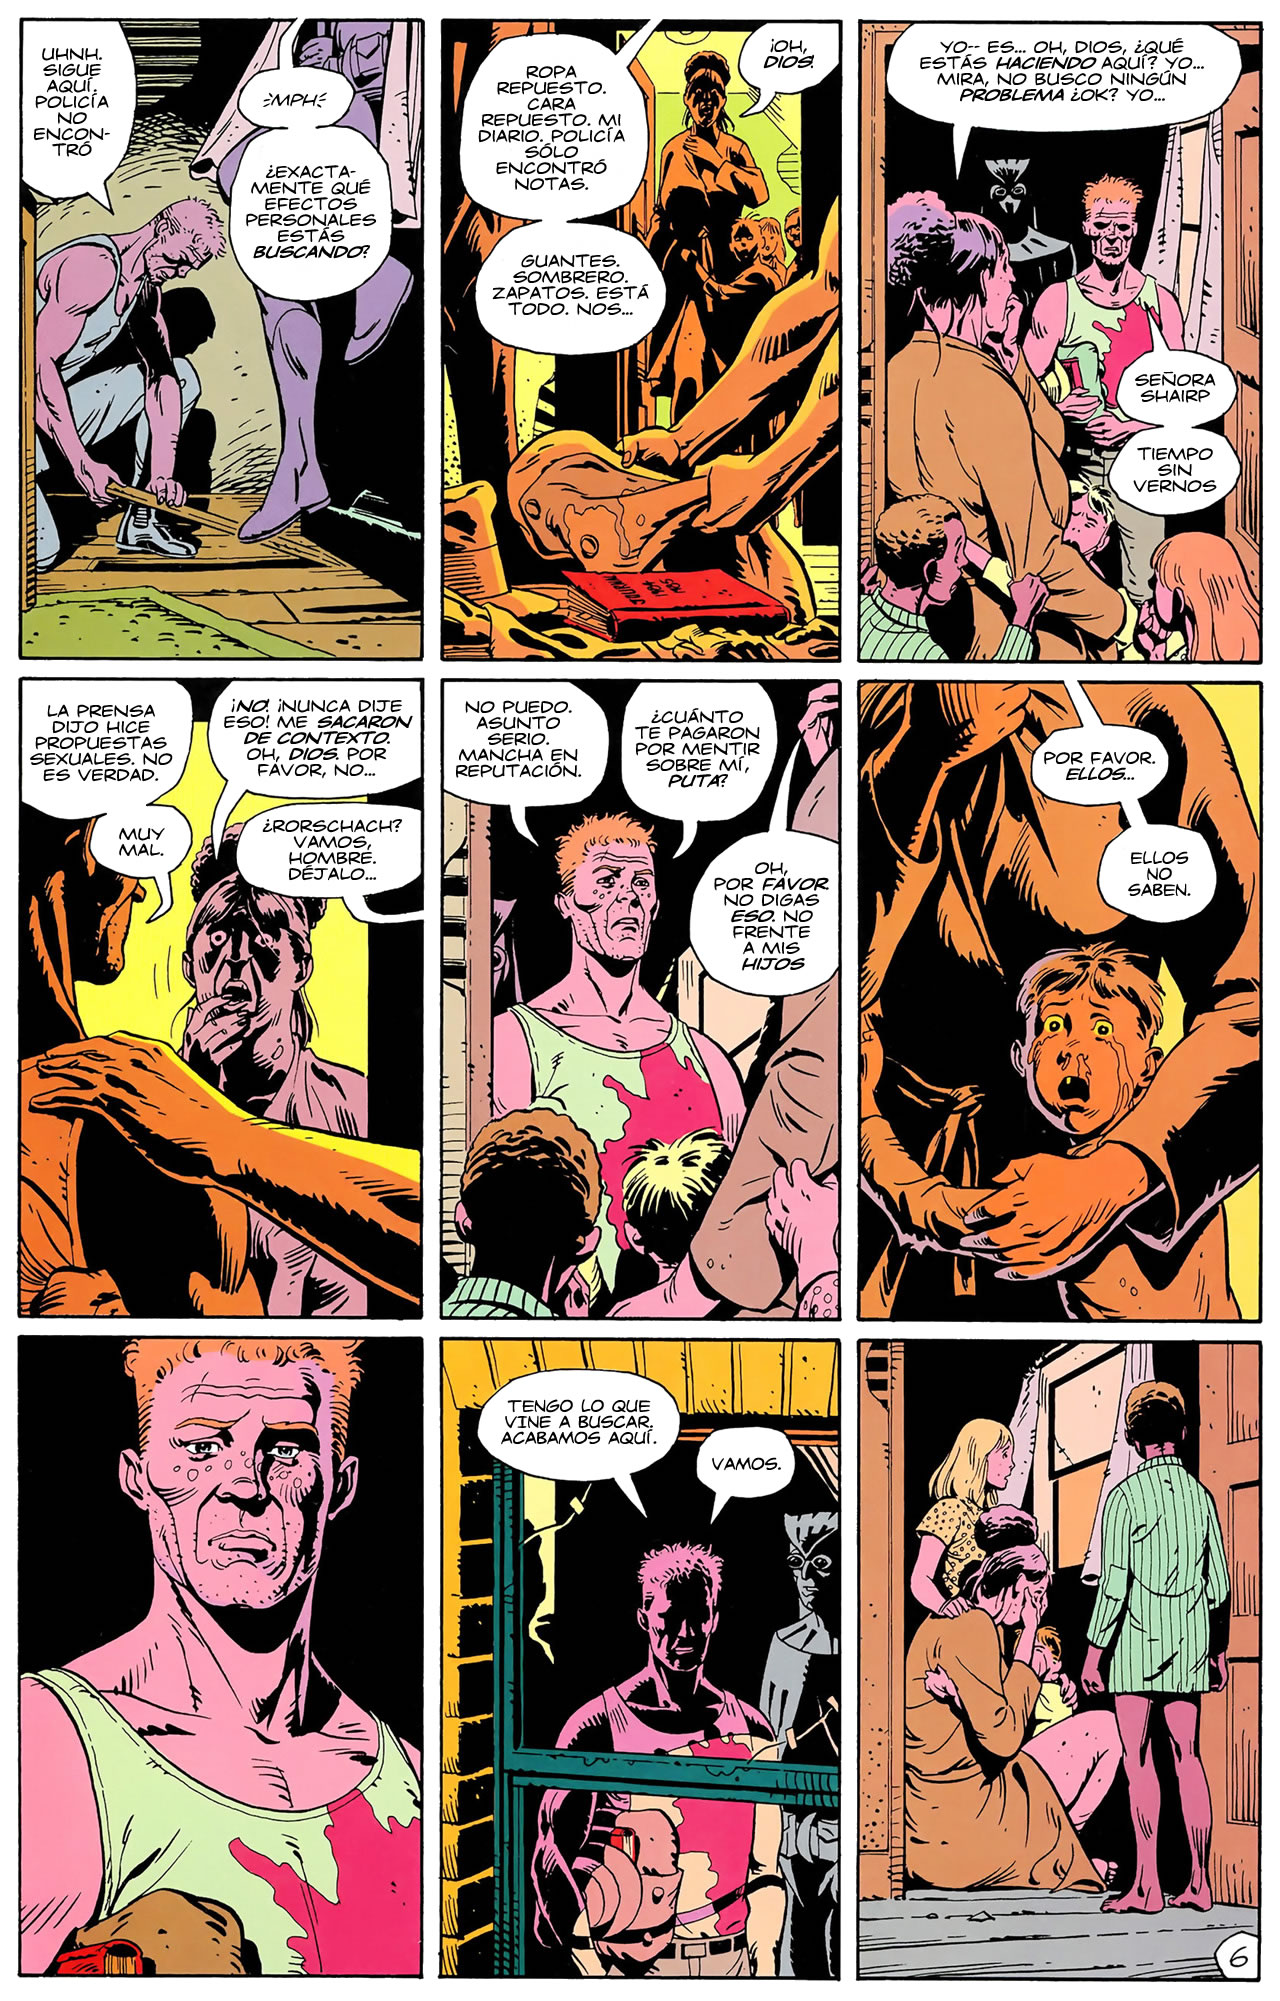 UHNH.
SIGUE
AQUÍ.
POLICÍA
NO
ENCON-
TRÓ
MPH
¿EXACTA-
MENTE QUÉ
EFECTOS
PERSONALES
ESTÁS
BUSCANDO?
ROPA
REPUESTO.
CARA
REPUESTO. MI
DIARIO. POLICÍA
SÓLO
ENCONTRÓ
NOTAS.
GUANTES.
SOMBRERO.
ZAPATOS. ESTÁ
TODO. NOS...
¡OH,
DIOS!
YO-- ES... OH, DIOS, ¿QUÉ
ESTÁS HACIENDO AQUÍ? YO...
MIRA, NO BUSCO NINGÚN
PROBLEMA ¿OK? YO...
SEÑORA
SHAIRP
TIEMPO
SIN
VERNOS
LA PRENSA
DIJO HICE
PROPUESTAS
SEXUALES. NO
ES VERDAD.
MUY
MAL.
¡NO! ¡NUNCA DIJE
ESO! ME SACARON
DE CONTEXTO.
OH, DIOS. POR
FAVOR, NO...
¿RORSCHACH?
VAMOS,
HOMBRE.
DÉJALO...
NO PUEDO.
ASUNTO
SERIO.
MANCHA EN
REPUTACIÓN.
¿CUÁNTO
TE PAGARON
POR MENTIR
SOBRE MÍ,
PUTA?
OH,
POR FAVOR
NO DIGAS
ESO. NO
FRENTE
A MIS
HIJOS
POR FAVOR.
ELLOS...
ELLOS
NO
SABEN.
TENGO LO QUE
VINE A BUSCAR.
ACABAMOS AQUÍ.
VAMOS.
6